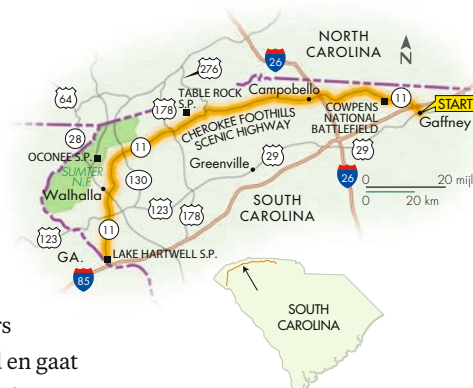 NORTH
CAROLINA
N
26
276
64
TABLE ROCK
S.P.
178
Campobello
COWPENS
NATIONAL
BATTLEFIELD
11
START
Gaffney
28
CHEROKEE FOOTHILLS
SCENIC HIGHWAY
OCONEE S.P.
11
SUMTER
N.F.
130
Greenville
29
29
26
0 20 mijl
0 20 km
Walhalla
123
178
SOUTH
CAROLINA
123
11
GA.
LAKE HARTWELL S.P.
85
SOUTH
CAROLINA
en gaat